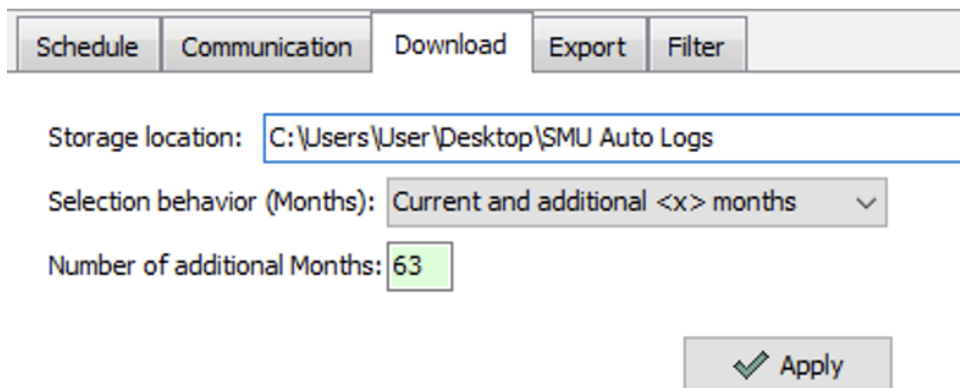 Schedule Communication Download Export Filter
Storage location: C:\Users\User\Desktop\SMU Auto Logs
Selection behavior (Months): Current and additional <x> months
Number of additional Months: 63
Apply